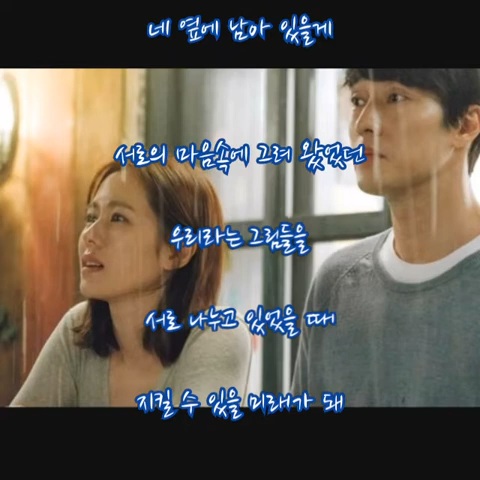 네 옆에 남아 있을게
서로의 마음속에 그려 왔었던
우리라는 그림들을
서로 나누고 있었을 때
지킬 수 있을 미래가 돼